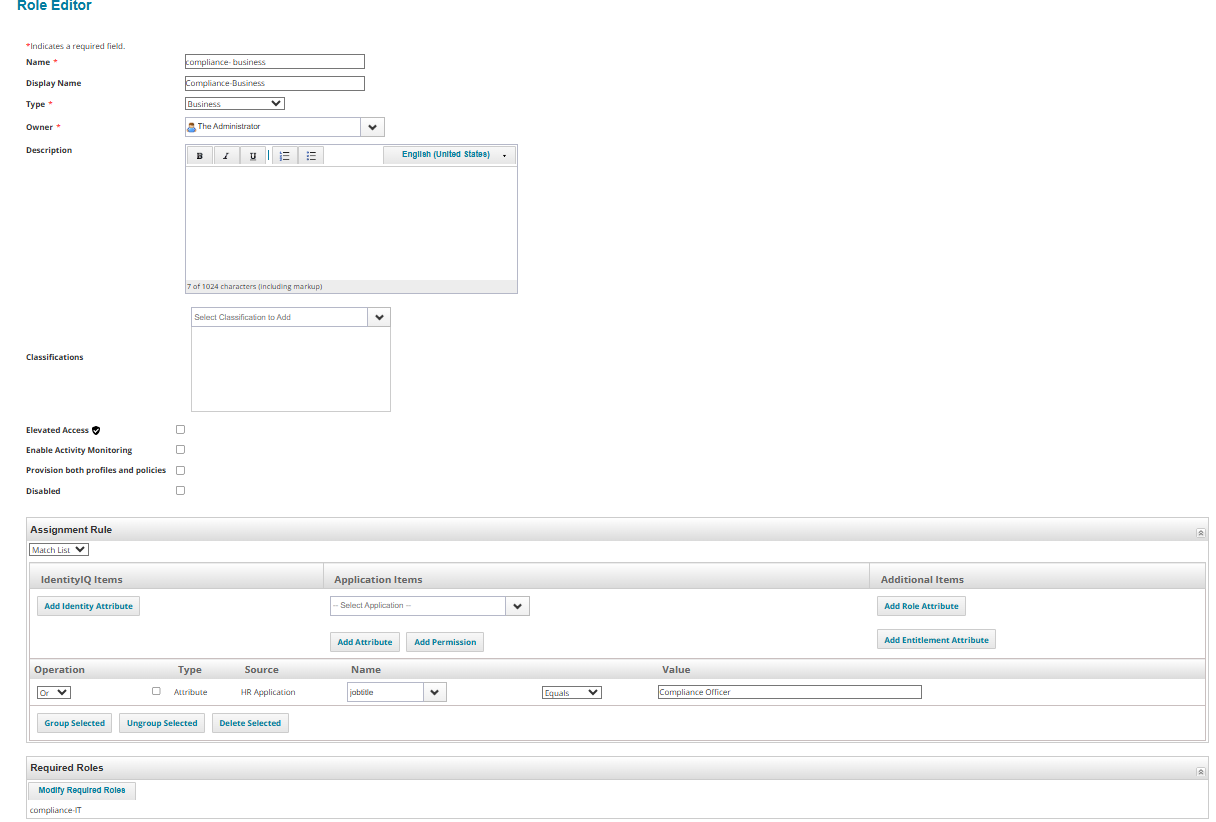 Role Editor
*Indicates a required field.
Name * compliance- business
Display Name Compliance-Business
Type * Business
Owner * The Administrator
Description
B I U English (United States)
7 of 1024 characters (including markup)
Select Classification to Add
Classifications
Elevated Access
Enable Activity Monitoring
Provision both profiles and policies
Disabled
Assignment Rule
Match List
IdentityIQ Items Application Items Additional Items
Add Identity Attribute -- Select Application -- Add Role Attribute
Add Attribute Add Permission Add Entitlement Attribute
Operation Type Source Name Value
Or Attribute HR Application jobtitle Equals Compliance Officer
Group Selected Ungroup Selected Delete Selected
Required Roles
Modify Required Roles
compliance-IT